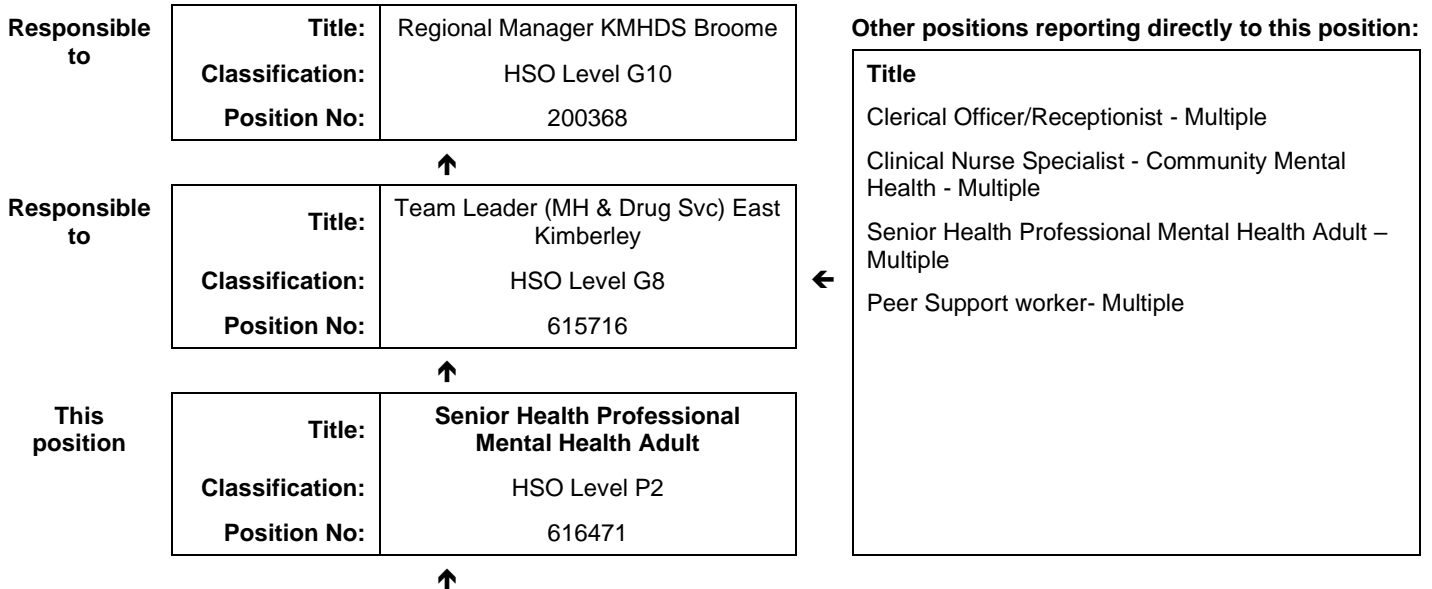 Responsible
to
Title: Regional Manager KMHDS Broome
Classification: HSO Level G10
Position No: 200368
🡹
Responsible
to
Title: Team Leader (MH & Drug Svc) East
Kimberley
Classification: HSO Level G8
Position No: 615716
🡹
This
position
Title: Senior Health Professional
Mental Health Adult
Classification: HSO Level P2
Position No: 616471
🡹
🡸
Other positions reporting directly to this position:
Title
Clerical Officer/Receptionist - Multiple
Clinical Nurse Specialist - Community Mental
Health - Multiple
Senior Health Professional Mental Health Adult –
Multiple
Peer Support worker- Multiple